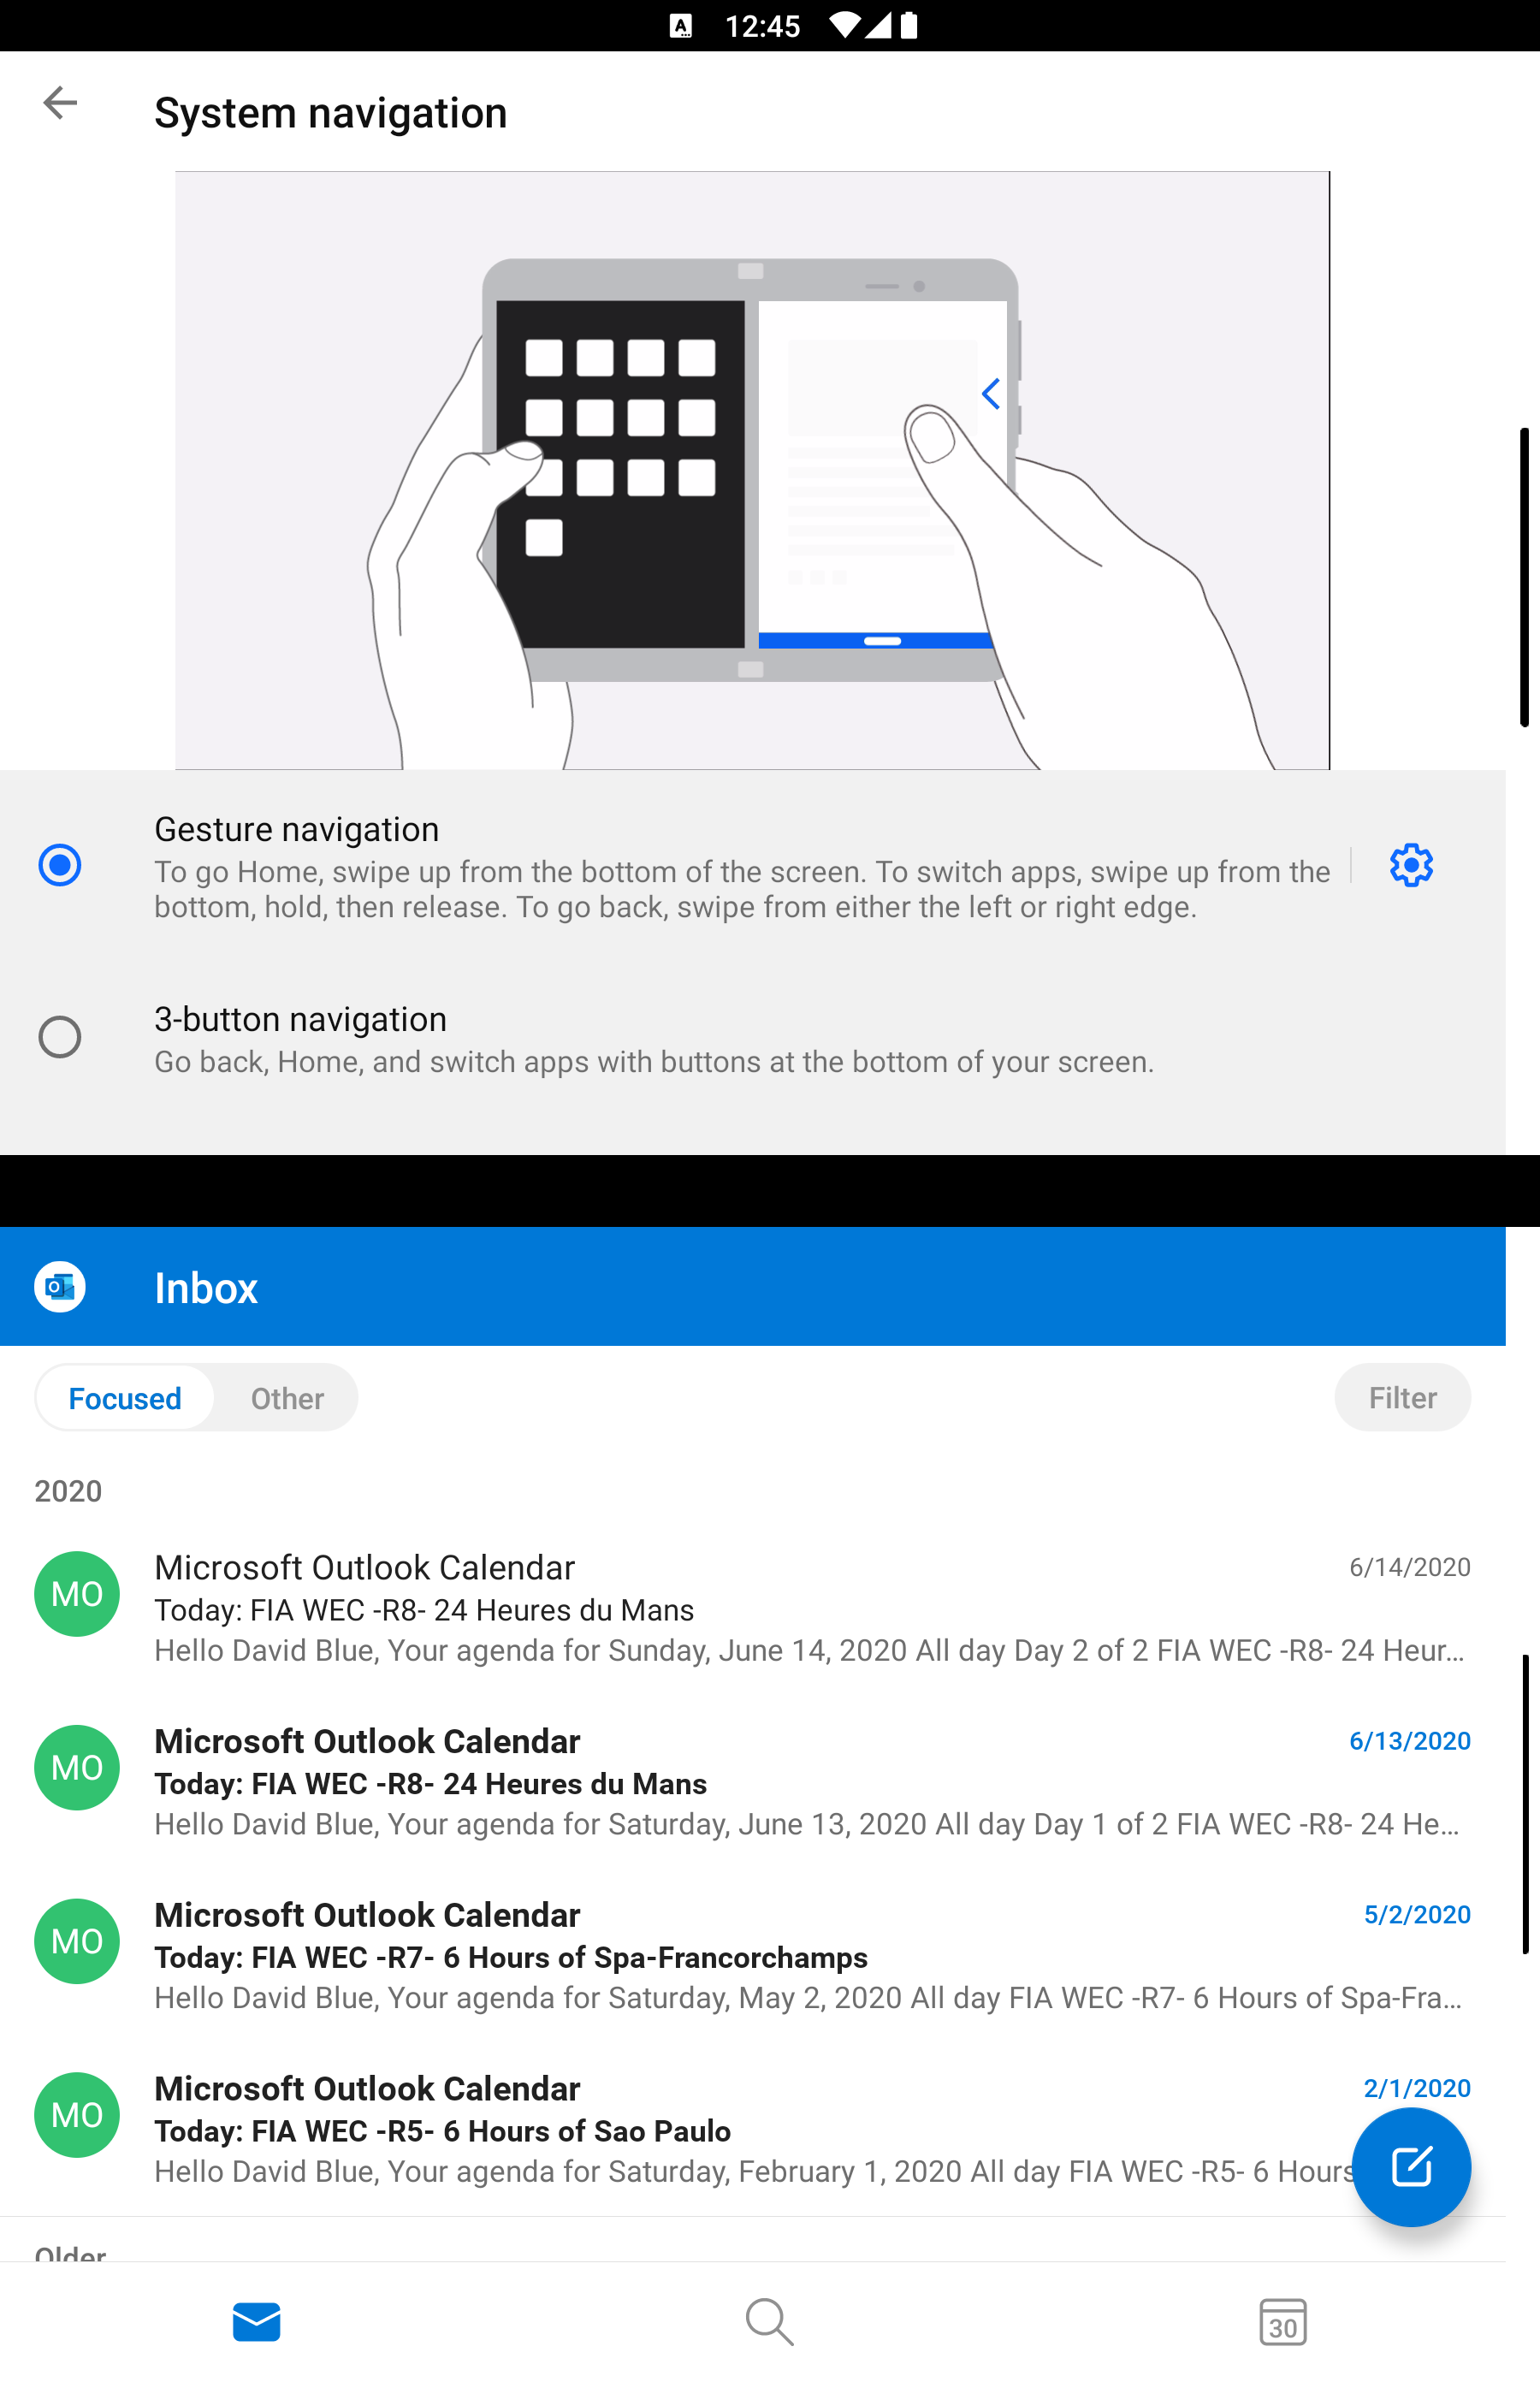 12:45
System navigation
Gesture navigation
To go Home, swipe up from the bottom of the screen. To switch apps, swipe up from the
bottom, hold, then release. To go back, swipe from either the left or right edge.
3-button navigation
Go back, Home, and switch apps with buttons at the bottom of your screen.
Inbox
Focused Other Filter
2020
MO Microsoft Outlook Calendar 6/14/2020
Today: FIA WEC -R8- 24 Heures du Mans
Hello David Blue, Your agenda for Sunday, June 14, 2020 All day Day 2 of 2 FIA WEC -R8- 24 Heur...
MO Microsoft Outlook Calendar 6/13/2020
Today: FIA WEC -R8- 24 Heures du Mans
Hello David Blue, Your agenda for Saturday, June 13, 2020 All day Day 1 of 2 FIA WEC -R8- 24 He...
MO Microsoft Outlook Calendar 5/2/2020
Today: FIA WEC -R7- 6 Hours of Spa-Francorchamps
Hello David Blue, Your agenda for Saturday, May 2, 2020 All day FIA WEC -R7- 6 Hours of Spa-Fra...
MO Microsoft Outlook Calendar 2/1/2020
Today: FIA WEC -R5- 6 Hours of Sao Paulo
Hello David Blue, Your agenda for Saturday, February 1, 2020 All day FIA WEC -R5- 6 Hours
Older
30